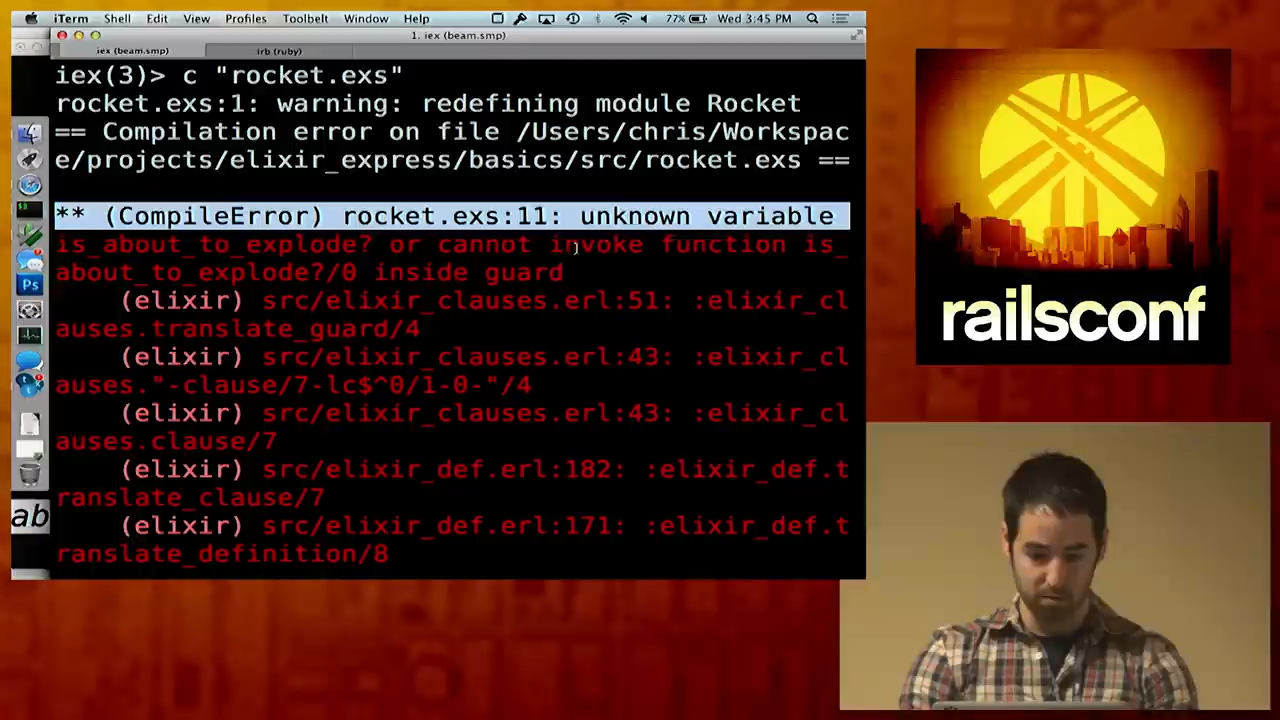 iTerm Shell Edit View Profiles Toolbelt Window Help 77% Wed 3:45 PM
1. iex (beam.smp)
iex (beam.smp) irb (ruby)
iex(3)> c "rocket.exs"
rocket.exs:1: warning: redefining module Rocket
== Compilation error on file /Users/chris/Workspac
e/projects/elixir_express/basics/src/rocket.exs ==
** (CompileError) rocket.exs:11: unknown variable
is_about_to_explode? or cannot invoke function is_
about_to_explode?/0 inside guard
(elixir) src/elixir_clauses.erl:51: :elixir_cl
auses.translate_guard/4
(elixir) src/elixir_clauses.erl:43: :elixir_cl
auses."-clause/7-lc$^0/1-0-"/4
(elixir) src/elixir_clauses.erl:43: :elixir_cl
auses.clause/7
(elixir) src/elixir_def.erl:182: :elixir_def.t
ranslate_clause/7
(elixir) src/elixir_def.erl:171: :elixir_def.t
ranslate_definition/8
Ps
ab
railsconf